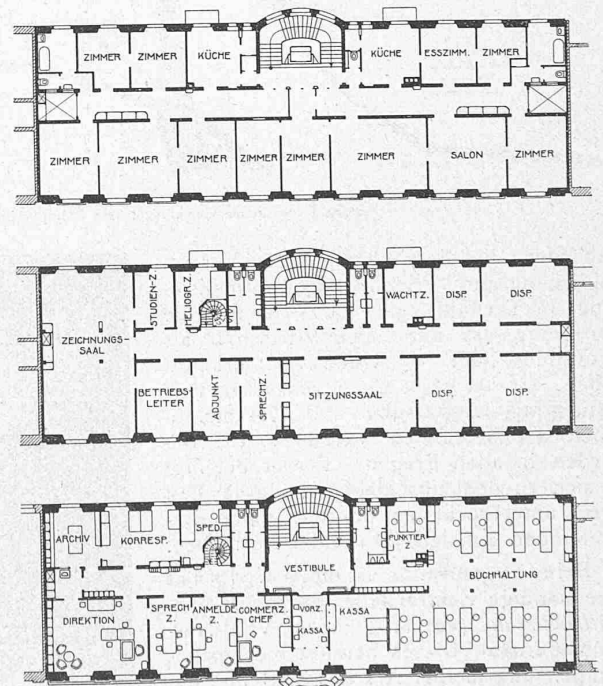 ZIMMER ZIMMER KÜCHE KÜCHE ESSZIMM. ZIMMER
ZIMMER ZIMMER ZIMMER ZIMMER ZIMMER ZIMMER SALON ZIMMER
STUDIEN-Z.
HELIOGR.Z.
WACHTZ. DISP. DISP.
ZEICHNUNGS-
SAAL
BETRIEBS-
LEITER
ADJUNKT
SPRECHZ.
SITZUNGSSAAL
DISP. DISP.
ARCHIV KORRESP. SPED.
VESTIBULE
PUNKTIER
Z.
BUCHHALTUNG
DIREKTION
SPRECH
Z.
ANMELDE
Z.
COMMERZ.
CHEF
VORZ.
KASSA
KASSA